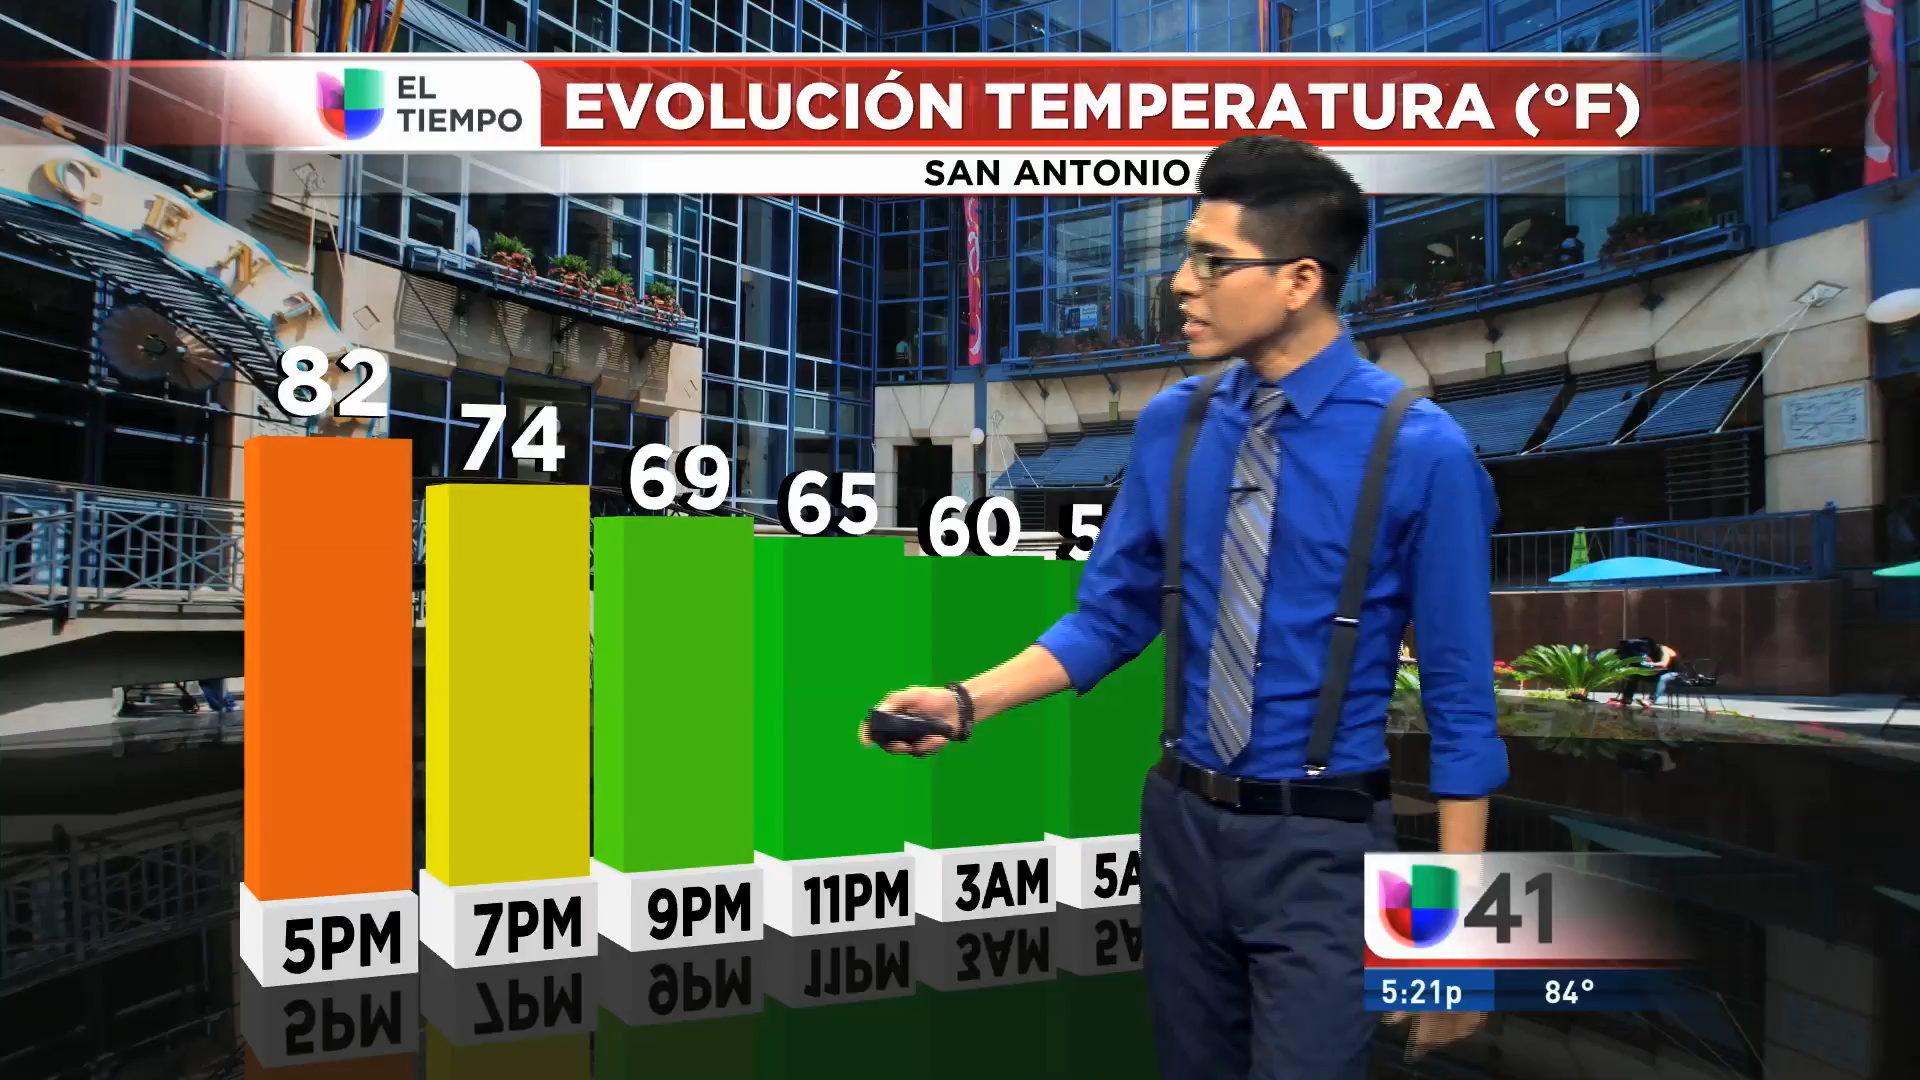 EL
TIEMPO
EVOLUCIÓN TEMPERATURA (°F)
SAN ANTONIO
CENT
82
74
69
65
60
5PM
7PM
9PM
11PM
3AM
41
5:21p 84°